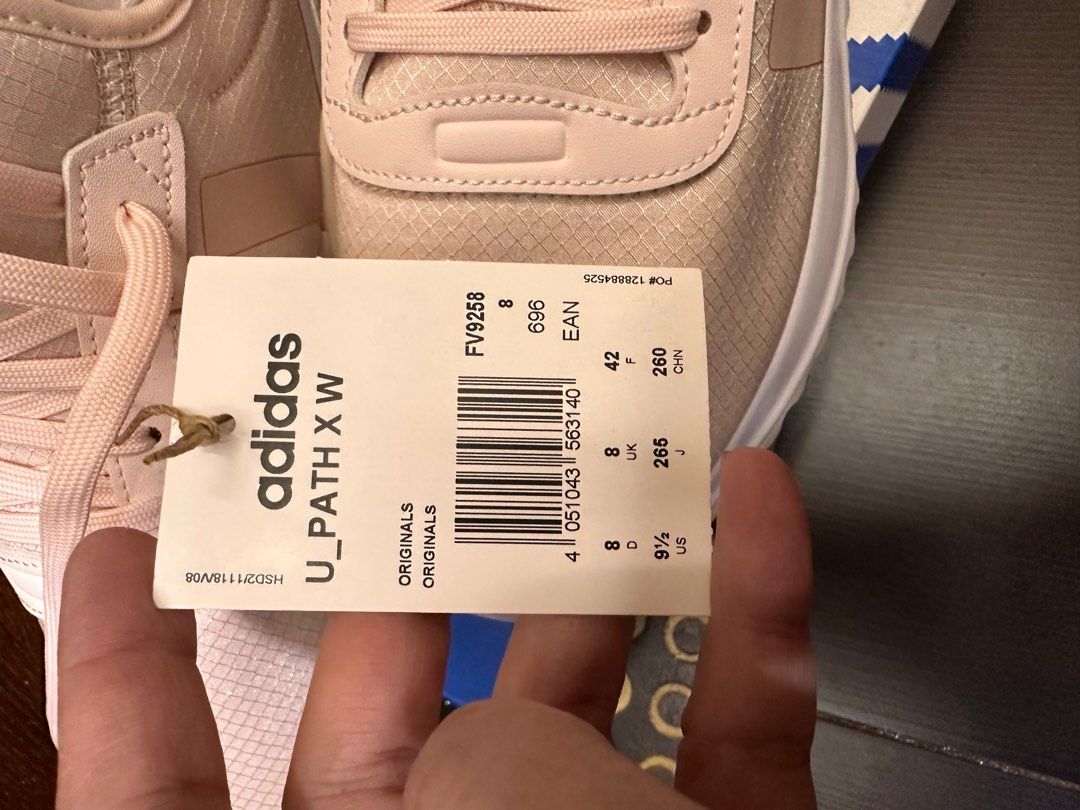 adidas
U_PATH X W
HSD2/1118/V08
ORIGINALS
ORIGINALS
FV9258
8
696
EAN
4 051043 563140
PO# 128884525
8 8 42
D UK F
9½ 265 260
US J CHN